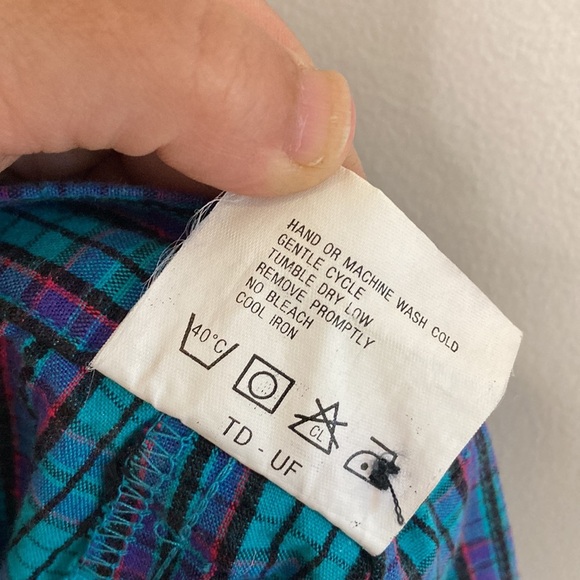 HAND OR MACHINE WASH COLD
GENTLE CYCLE
TUMBLE DRY LOW
REMOVE PROMPTLY
NO BLEACH
COOL IRON
40°C
CL
TD - UF